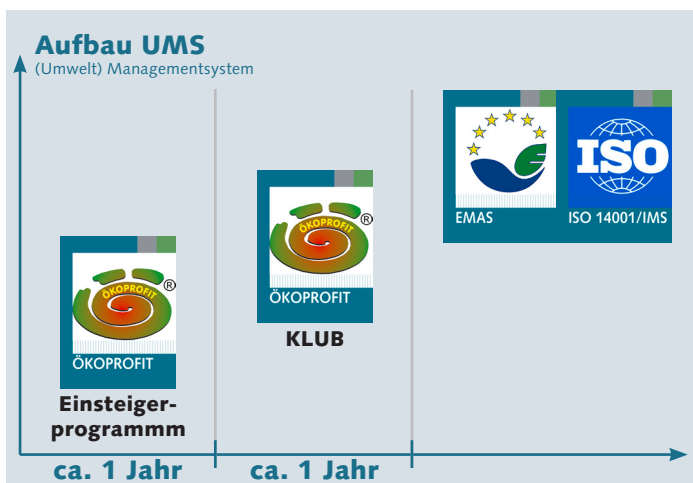 Aufbau UMS
(Umwelt) Managementsystem
ÖKOPROFIT
®
ÖKOPROFIT
Einsteiger-
programmm
ÖKOPROFIT
®
ÖKOPROFIT
KLUB
EMAS
ISO
ISO 14001/IMS
ca. 1 Jahr
ca. 1 Jahr